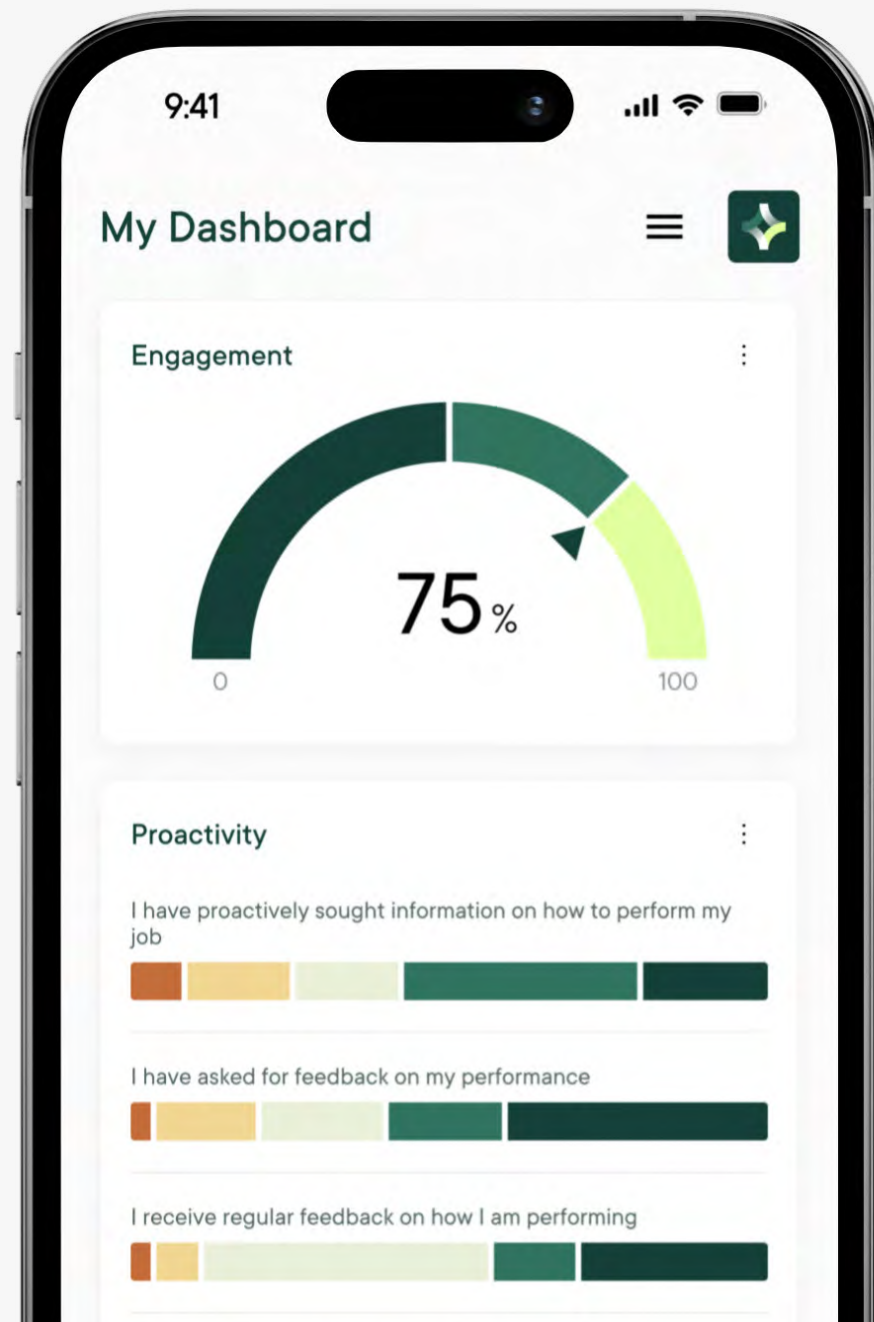 9:41
My Dashboard
Engagement
75%
0
100
Proactivity
I have proactively sought information on how to perform my
job
I have asked for feedback on my performance
I receive regular feedback on how I am performing